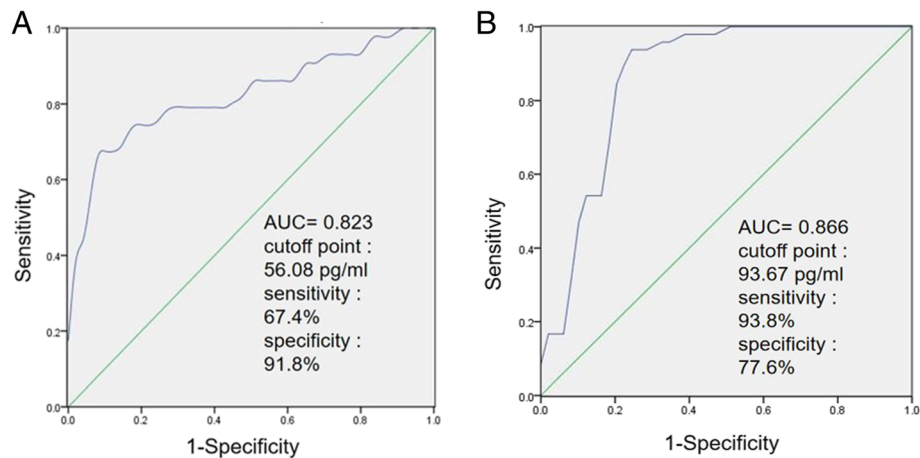 A
1.0
0.8
0.6
0.4
0.2
0.0
0.0 0.2 0.4 0.6 0.8 1.0
Sensitivity
1-Specificity
AUC= 0.823
cutoff point :
56.08 pg/ml
sensitivity :
67.4%
specificity :
91.8%
B
1.0
0.8
0.6
0.4
0.2
0.0
0.0 0.2 0.4 0.6 0.8 1.0
Sensitivity
1-Specificity
AUC= 0.866
cutoff point :
93.67 pg/ml
sensitivity :
93.8%
specificity :
77.6%